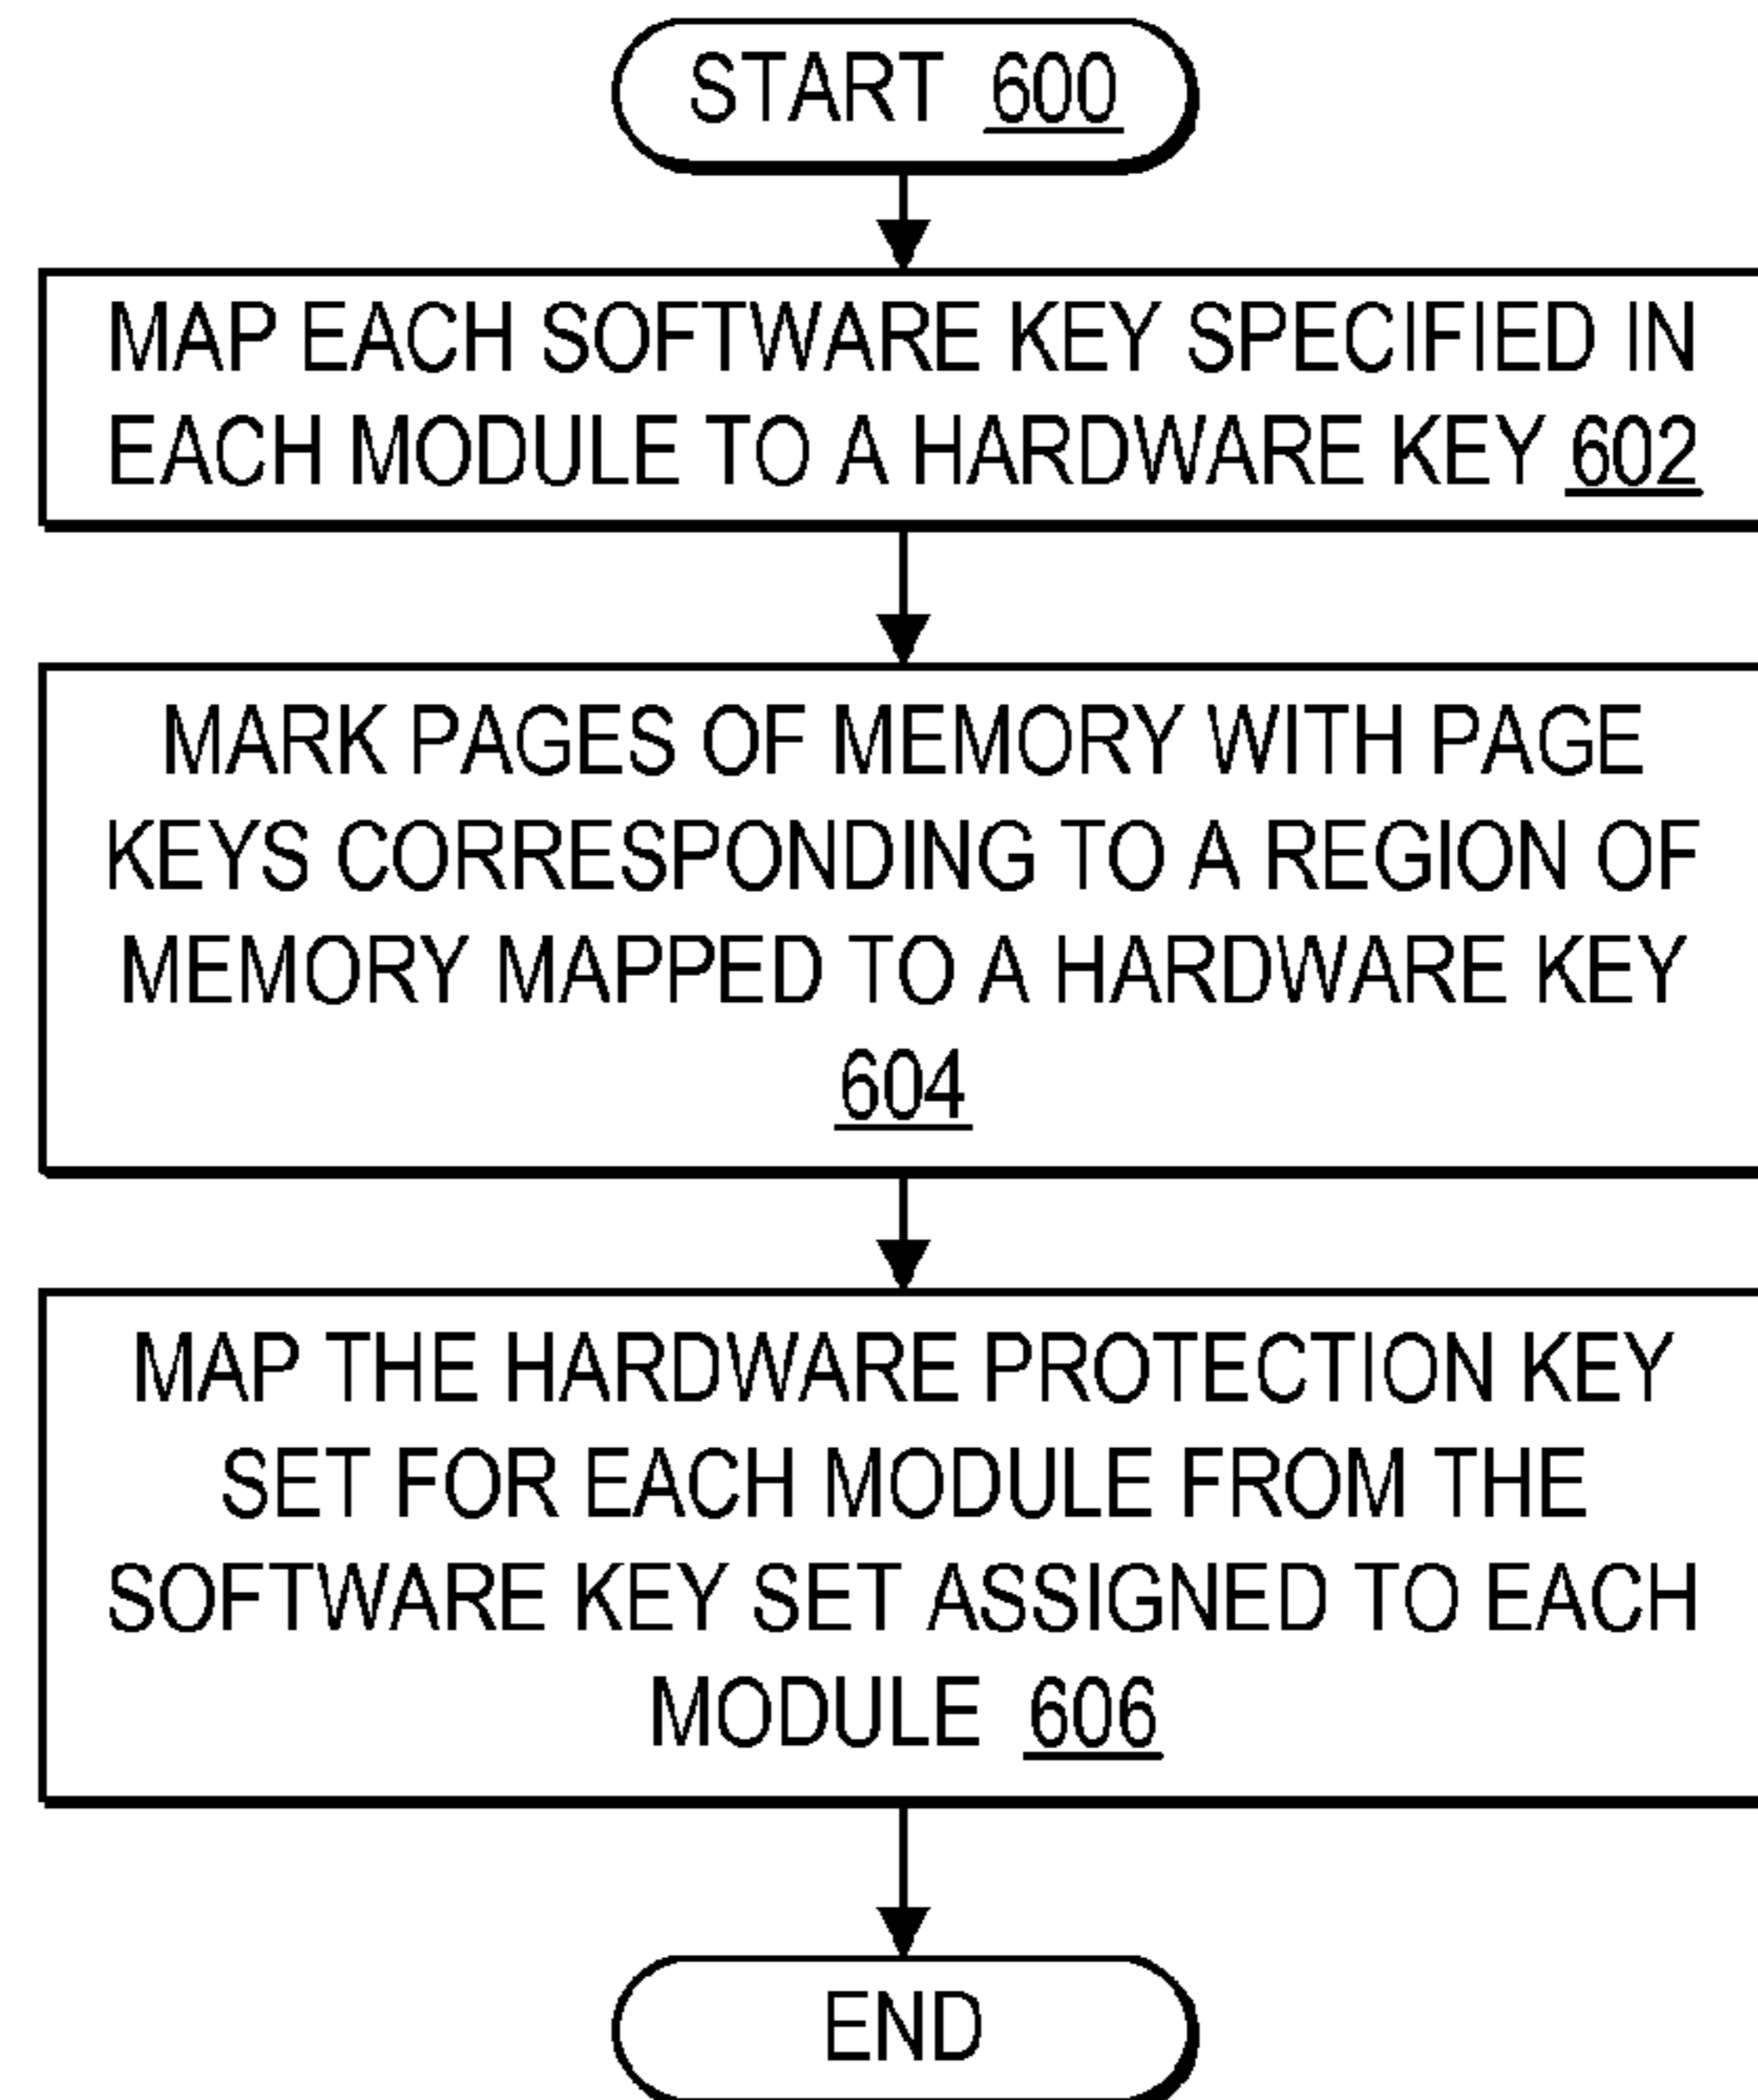 START 600
MAP EACH SOFTWARE KEY SPECIFIED IN
EACH MODULE TO A HARDWARE KEY 602
MARK PAGES OF MEMORY WITH PAGE
KEYS CORRESPONDING TO A REGION OF
MEMORY MAPPED TO A HARDWARE KEY
604
MAP THE HARDWARE PROTECTION KEY
SET FOR EACH MODULE FROM THE
SOFTWARE KEY SET ASSIGNED TO EACH
MODULE 606
END